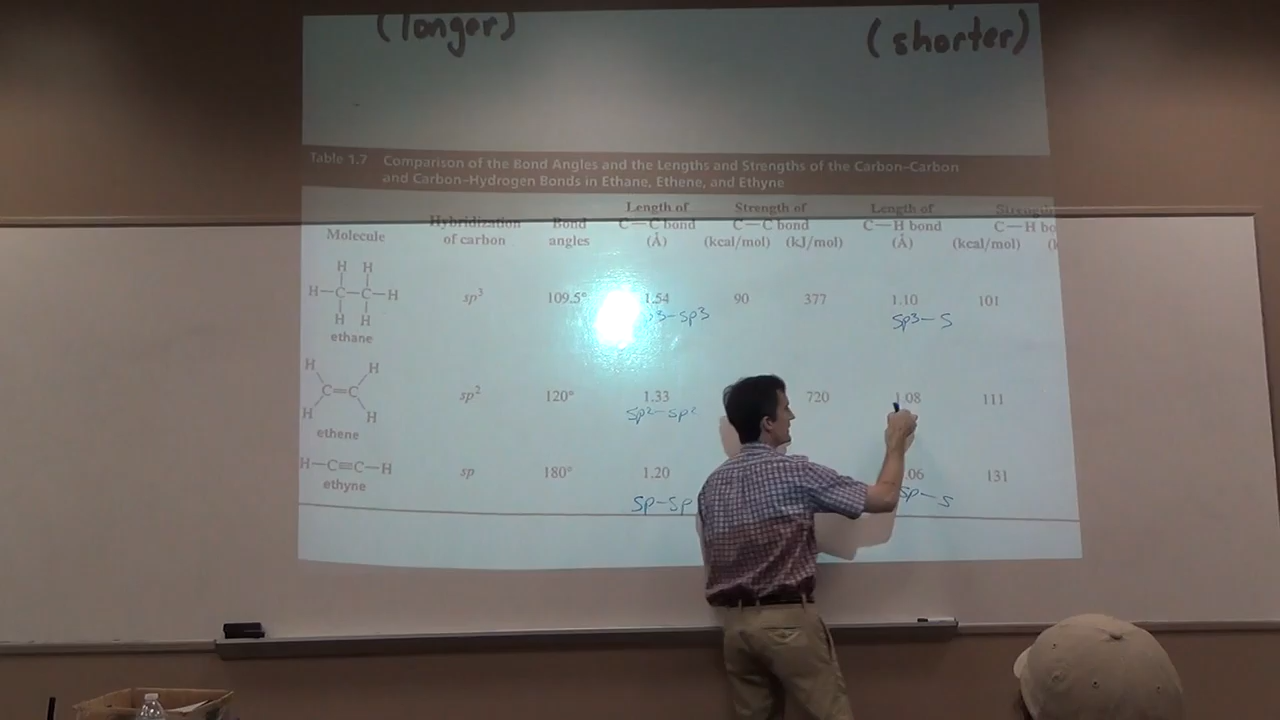 (longer)
(shorter)
Table 1.7 Comparison of the Bond Angles and the Lengths and Strengths of the Carbon–Carbon
and Carbon–Hydrogen Bonds in Ethane, Ethene, and Ethyne
Molecule
Hybridization
of carbon
Bond
angles
Length of
C—C bond
(Å)
Strength of
C—C bond
(kcal/mol) (kJ/mol)
Length of
C—H bond
(Å)
C—H
(kcal/mol)
H H
H—C—C—H
H H
ethane
sp³ 109.5° 1.54 90 377 1.10 101
sp3
sp3 – s
H H
C=C
H H
ethene
sp² 120° 1.33 720 1.08 111
sp2 – sp2
H—C≡C—H
ethyne
sp 180° 1.20 .06 131
sp – sp
sp – s